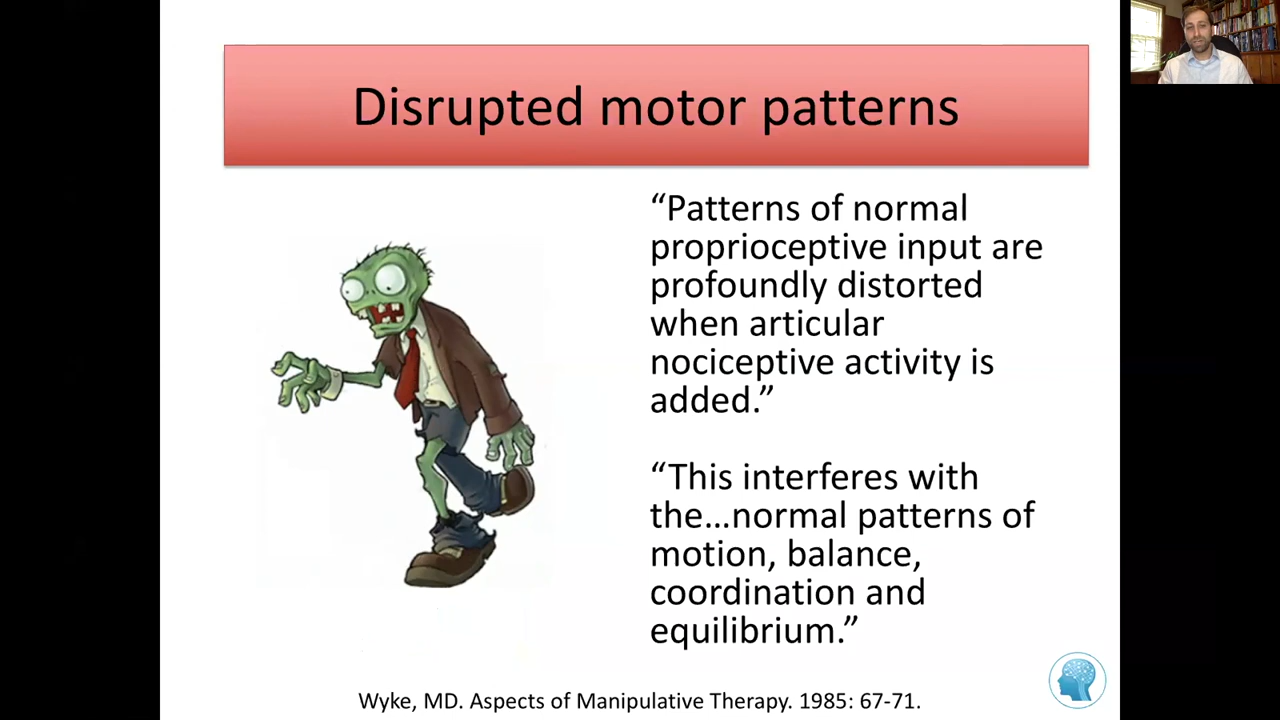 Disrupted motor patterns
“Patterns of normal
proprioceptive input are
profoundly distorted
when articular
nociceptive activity is
added.”
“This interferes with
the…normal patterns of
motion, balance,
coordination and
equilibrium.”
Wyke, MD. Aspects of Manipulative Therapy. 1985: 67-71.